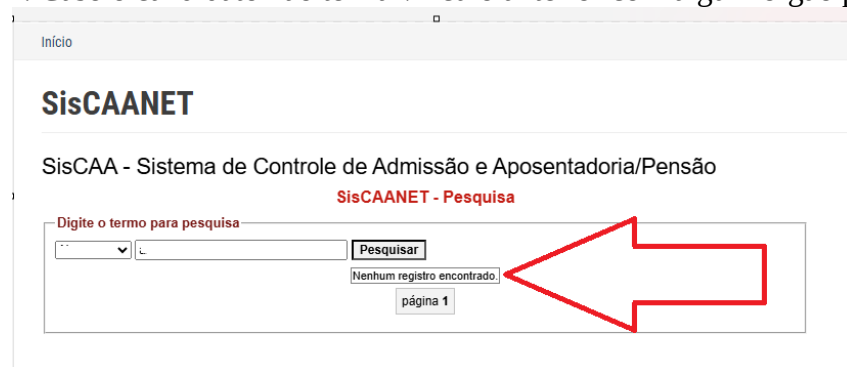 Início
SisCAANET
SisCAA - Sistema de Controle de Admissão e Aposentadoria/Pensão
SisCAANET - Pesquisa
Digite o termo para pesquisa
Pesquisar
Nenhum registro encontrado.
página 1